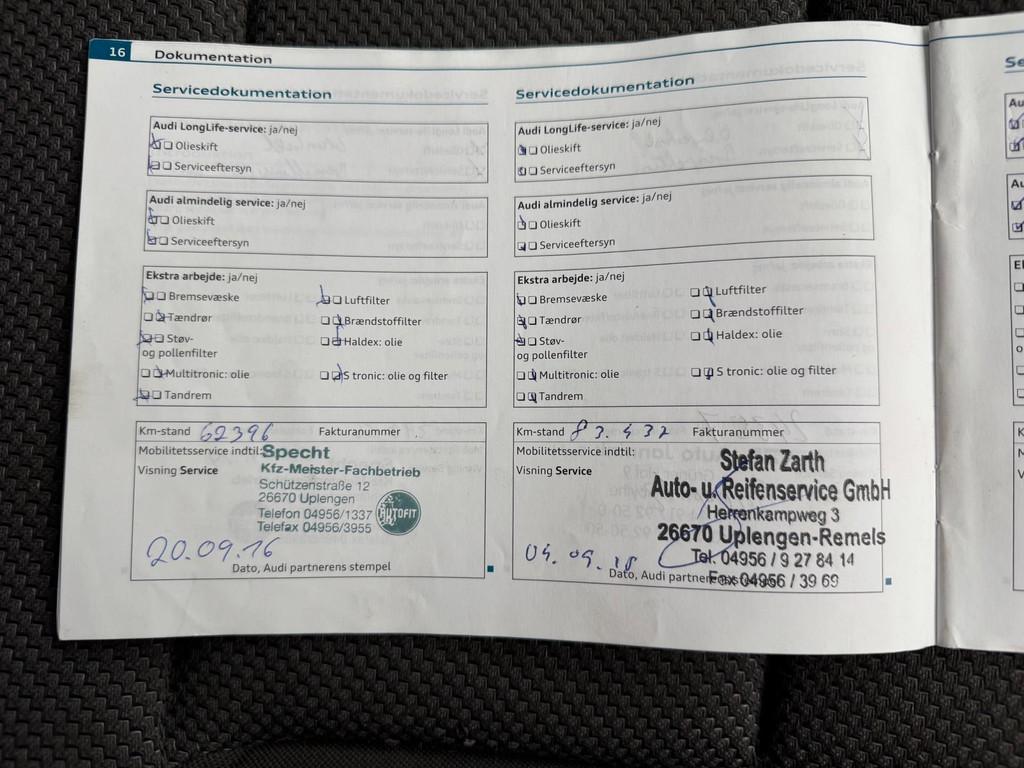 16 Dokumentation
Servicedokumentation
Audi LongLife-service: ja/nej
Olieskift
Serviceeftersyn
Audi almindelig service: ja/nej
Olieskift
Serviceeftersyn
Ekstra arbejde: ja/nej
Bremsevæske
Luftfilter
Tændrør
Brændstoffilter
Støv-
og pollenfilter
Haldex: olie
Multitronic: olie
S tronic: olie og filter
Tandrem
Km-stand 62396 Fakturanummer
Mobilitetsservice indtil:
Visning Service
Specht
Kfz-Meister-Fachbetrieb
Schützenstraße 12
26670 Uplengen
Telefon 04956/1337
Telefax 04956/3955
AUTOFIT
20.09.16
Dato, Audi partnerens stempel
Servicedokumentation
Audi LongLife-service: ja/nej
Olieskift
Serviceeftersyn
Audi almindelig service: ja/nej
Olieskift
Serviceeftersyn
Ekstra arbejde: ja/nej
Bremsevæske
Luftfilter
Tændrør
Brændstoffilter
Støv-
og pollenfilter
Haldex: olie
Multitronic: olie
S tronic: olie og filter
Tandrem
Km-stand 83.432 Fakturanummer
Mobilitetsservice indtil:
Visning Service
Stefan Zarth
Auto- u. Reifenservice GmbH
Herrenkampweg 3
26670 Uplengen-Remels
Tel. 04956 / 9 27 84 14
Fax 04956 / 39 69
Dato, Audi